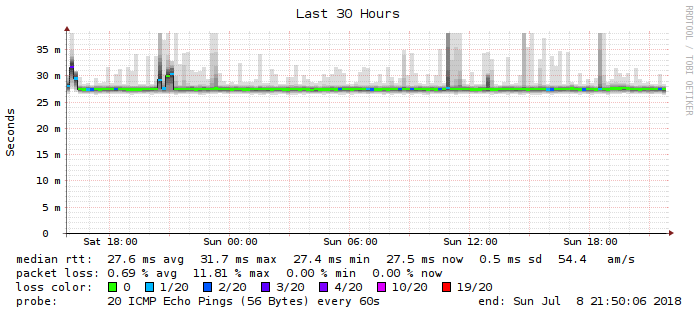 Last 30 Hours
RRDTOOL / TOBI OETIKER
Seconds
35 m
30 m
25 m
20 m
15 m
10 m
5 m
0
Sat 18:00 Sun 00:00 Sun 06:00 Sun 12:00 Sun 18:00
median rtt: 27.6 ms avg 31.7 ms max 27.4 ms min 27.5 ms now 0.5 ms sd 54.4 am/s
packet loss: 0.69 % avg 11.81 % max 0.00 % min 0.00 % now
loss color: 0 1/20 2/20 3/20 4/20 10/20 19/20
probe: 20 ICMP Echo Pings (56 Bytes) every 60s end: Sun Jul 8 21:50:06 2018